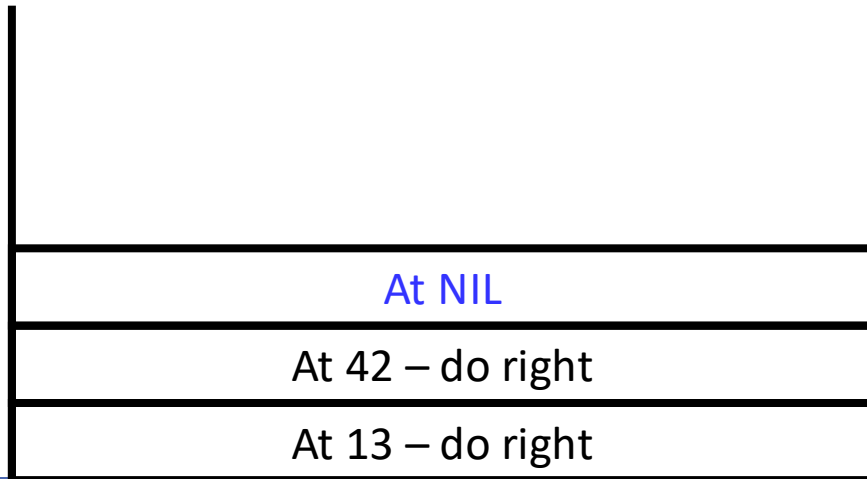 At NIL
At 42 – do right
At 13 – do right